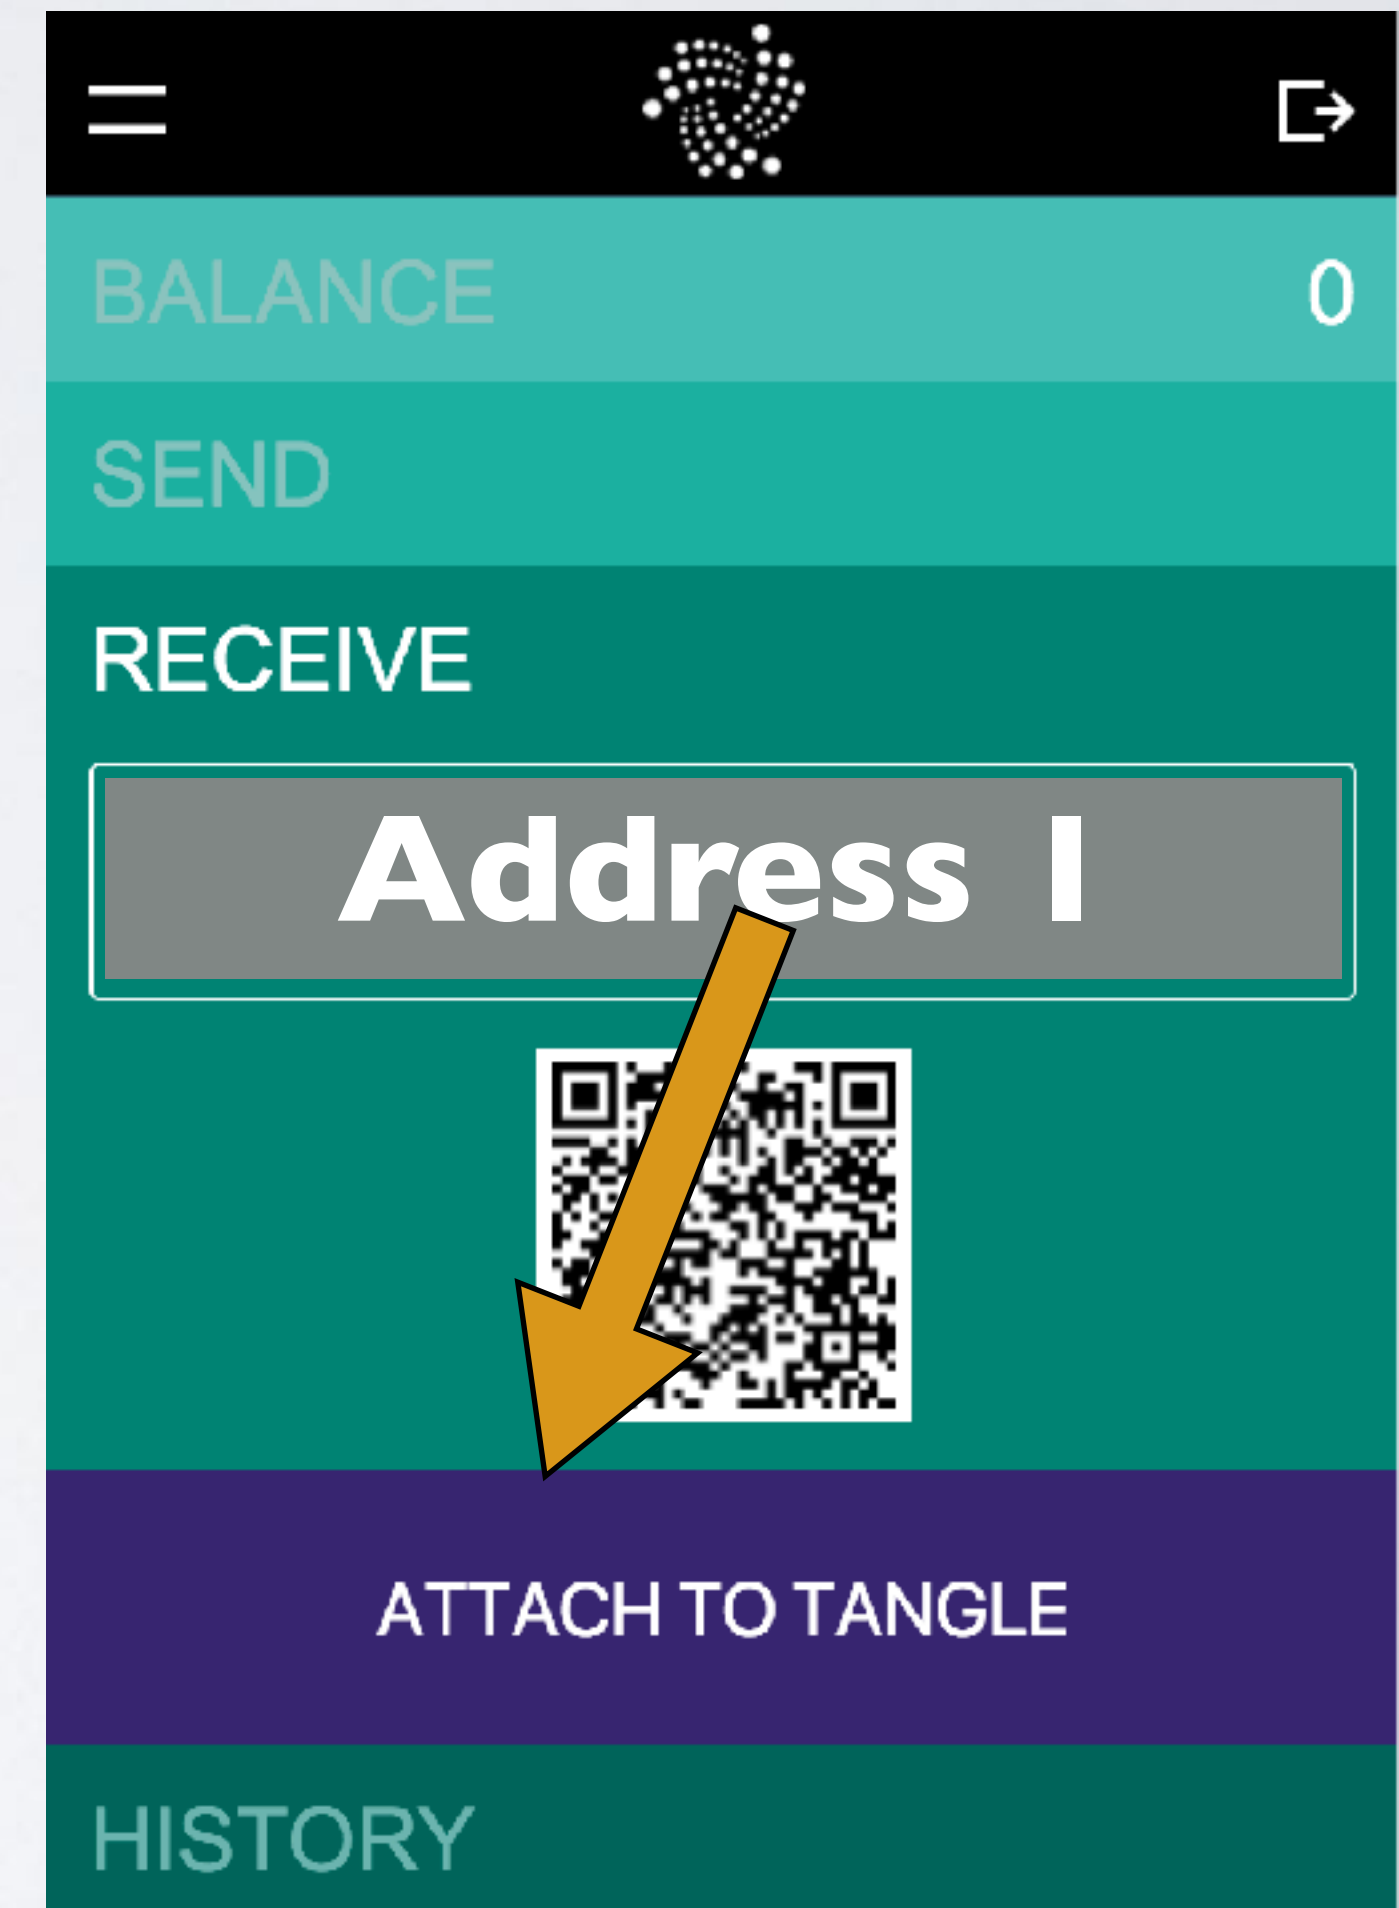 BALANCE 0
SEND
RECEIVE
Address 1
ATTACH TO TANGLE
HISTORY